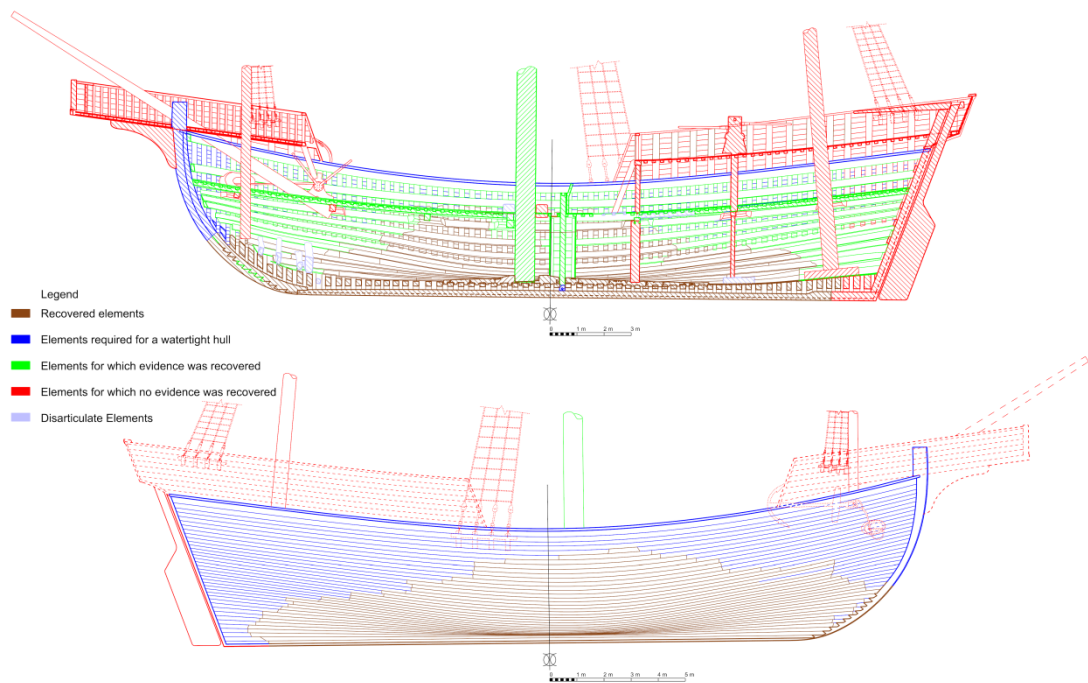 0 1 m 2 m 3 m
Legend
Recovered elements
Elements required for a watertight hull
Elements for which evidence was recovered
Elements for which no evidence was recovered
Disarticulate Elements
0 1 m 2 m 3 m 4 m 5 m